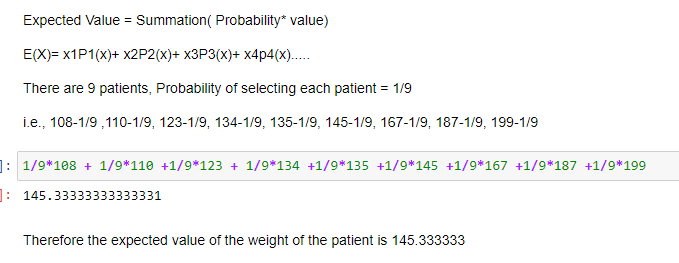 Expected Value = Summation( Probability* value)
E(X)= x1P1(x)+ x2P2(x)+ x3P3(x)+ x4p4(x).....
There are 9 patients, Probability of selecting each patient = 1/9
i.e., 108-1/9 ,110-1/9, 123-1/9, 134-1/9, 135-1/9, 145-1/9, 167-1/9, 187-1/9, 199-1/9
]: 1/9*108 + 1/9*110 +1/9*123 + 1/9*134 +1/9*135 +1/9*145 +1/9*167 +1/9*187 +1/9*199
]: 145.33333333333331
Therefore the expected value of the weight of the patient is 145.333333